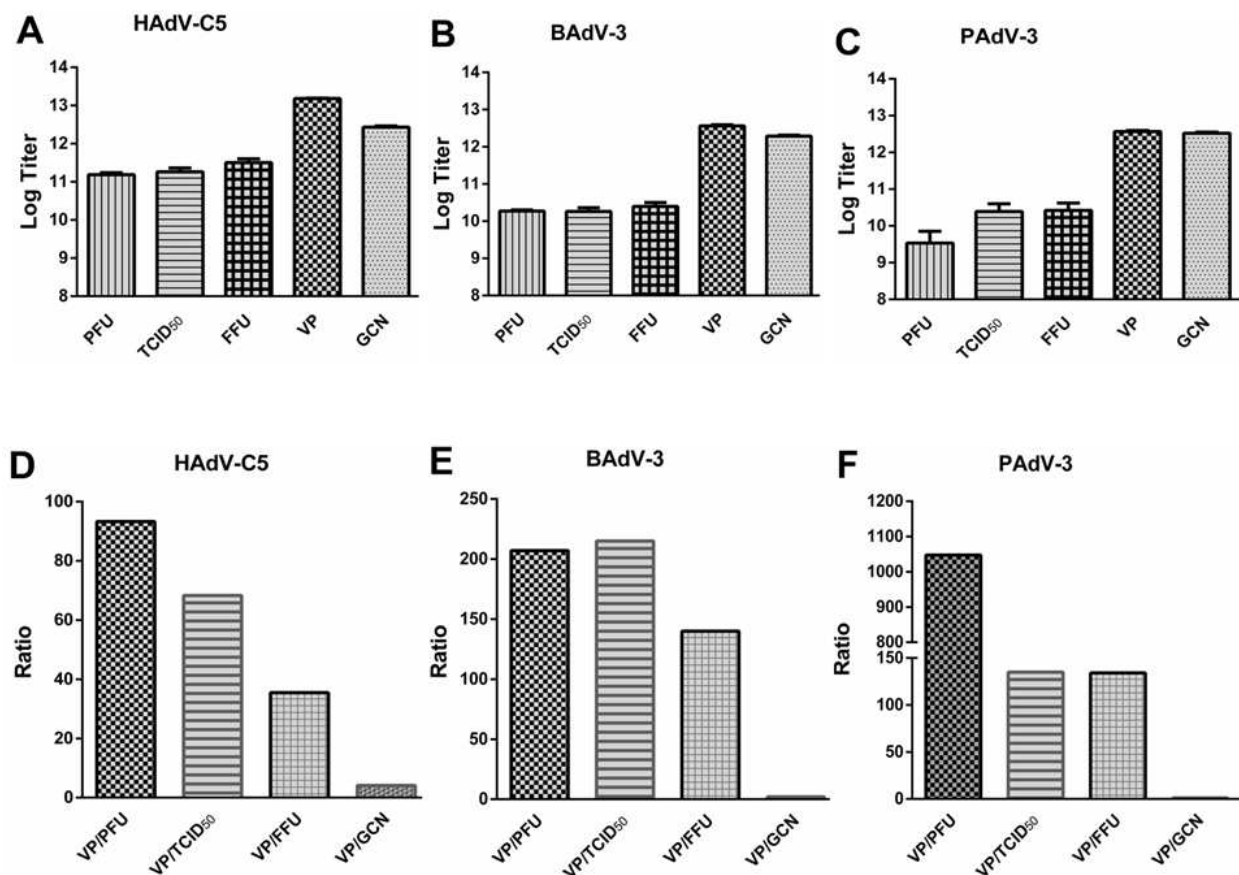 A
HAdV-C5
Log Titer
14
13
12
11
10
9
8
PFU
TCID50
FFU
VP
GCN
B
BAdV-3
Log Titer
14
13
12
11
10
9
8
PFU
TCID50
FFU
VP
GCN
C
PAdV-3
Log Titer
14
13
12
11
10
9
8
PFU
TCID50
FFU
VP
GCN
D
HAdV-C5
Ratio
100
80
60
40
20
0
VP/PFU
VP/TCID50
VP/FFU
VP/GCN
E
BAdV-3
Ratio
250
200
150
100
50
0
VP/PFU
VP/TCID50
VP/FFU
VP/GCN
F
PAdV-3
Ratio
1200
1100
1000
900
800
150
100
50
0
VP/PFU
VP/TCID50
VP/FFU
VP/GCN